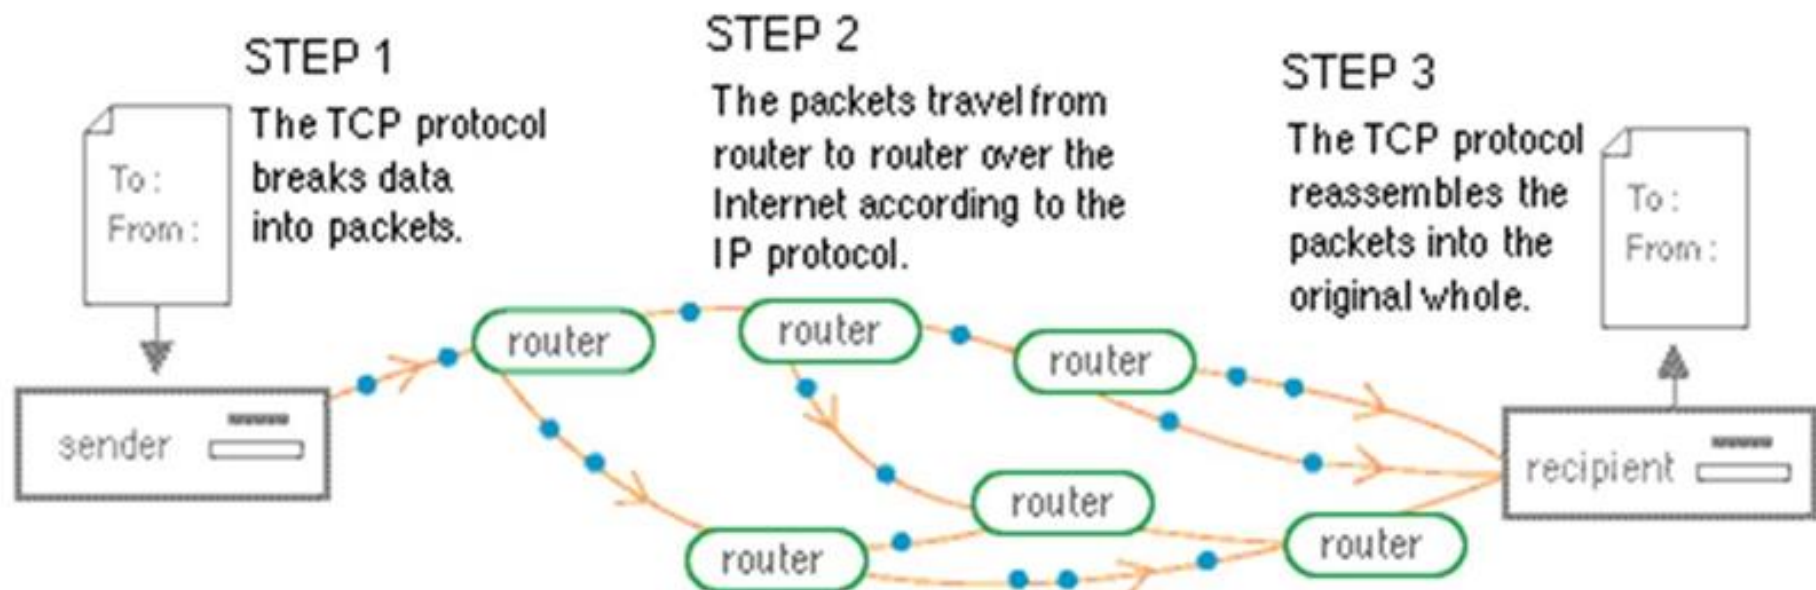 STEP 1
The TCP protocol
breaks data
into packets.
STEP 2
The packets travel from
router to router over the
Internet according to the
IP protocol.
STEP 3
The TCP protocol
reassembles the
packets into the
original whole.
To:
From:
To:
From:
sender
router
router
router
router
router
router
recipient